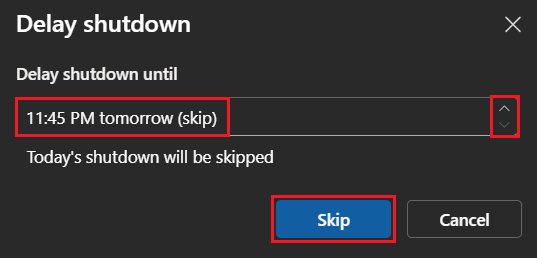 Delay shutdown
Delay shutdown until
11:45 PM tomorrow (skip)
Today's shutdown will be skipped
Skip Cancel